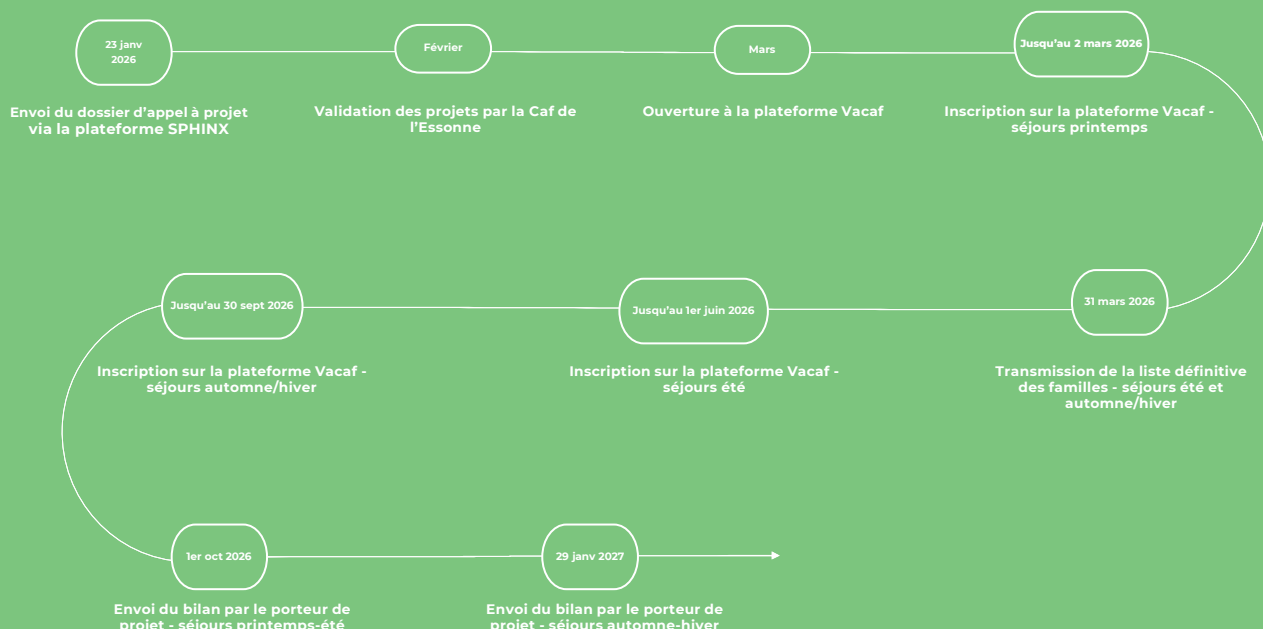 23 janv
2026
Envoi du dossier d'appel à projet
via la plateforme SPHINX
Février
Validation des projets par la Caf de
l'Essonne
Mars
Ouverture à la plateforme Vacaf
Jusqu'au 2 mars 2026
Inscription sur la plateforme Vacaf -
séjours printemps
31 mars 2026
Transmission de la liste définitive
des familles - séjours été et
automne/hiver
Jusqu'au 1er juin 2026
Inscription sur la plateforme Vacaf -
séjours été
Jusqu'au 30 sept 2026
Inscription sur la plateforme Vacaf -
séjours automne/hiver
1er oct 2026
Envoi du bilan par le porteur de
projet - séjours printemps-été
29 janv 2027
Envoi du bilan par le porteur de
projet - séjours automne-hiver